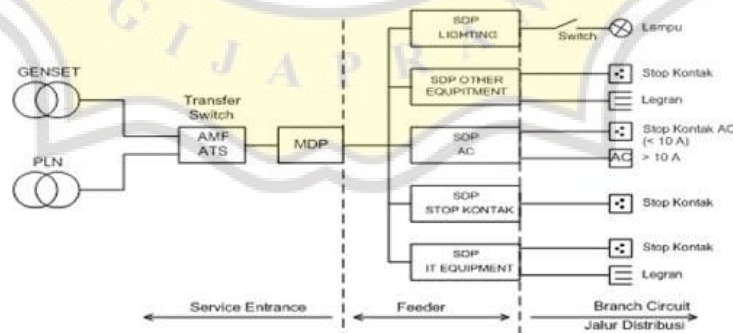 GIJAPRA
GENSET
PLN
Transfer
Switch
AMF
ATS
MDP
SDP
LIGHTING
Switch
Lampu
SDP OTHER
EQUPITMENT
Stop Kontak
Legran
SDP
AC
Stop Kontak AC
(< 10 A)
AC
> 10 A
SDP
STOP KONTAK
Stop Kontak
SDP
IT EQUIPMENT
Stop Kontak
Legran
Service Entrance
Feeder
Branch Circuit
Jalur Distribusi